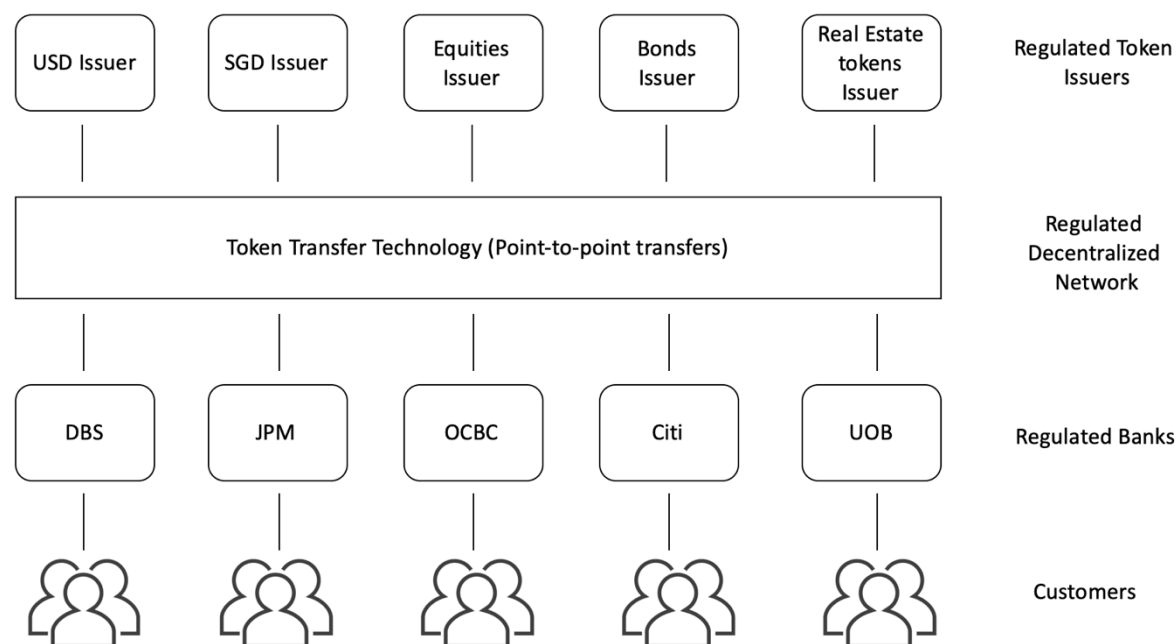 USD Issuer
SGD Issuer
Equities
Issuer
Bonds
Issuer
Real Estate
tokens
Issuer
Regulated Token
Issuers
Token Transfer Technology (Point-to-point transfers)
Regulated
Decentralized
Network
DBS
JPM
OCBC
Citi
UOB
Regulated Banks
Customers